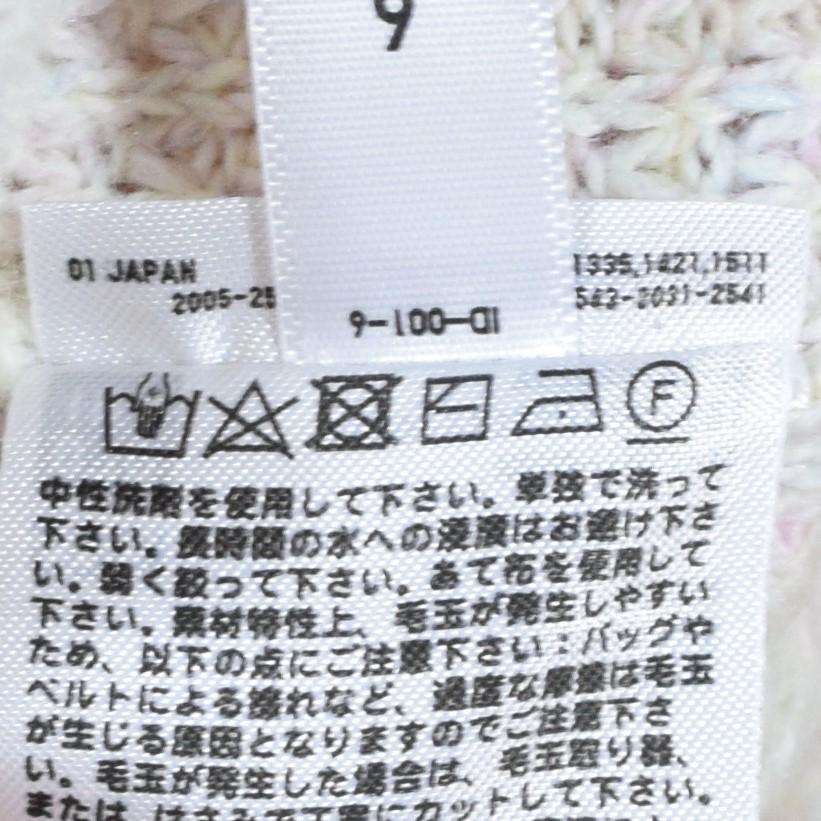 6
01 JAPAN
1335,1421,1511
2005-25
543-2031-2541
ID-001-6
F
中性洗剤を使用して下さい。単独で洗って
下さい。長時間の水への浸漬はお避け下さ
い。弱く絞って下さい。あて布を使用して
下さい。素材特性上、毛玉が発生しやすい
ため、以下の点にご注意下さい：バッグや
ベルトによる擦れなど、過度な摩擦は毛玉
が生じる原因となりますのでご注意下さ
い。毛玉が発生した場合は、毛玉取り器、
または、はさみで丁寧にカットして下さい。